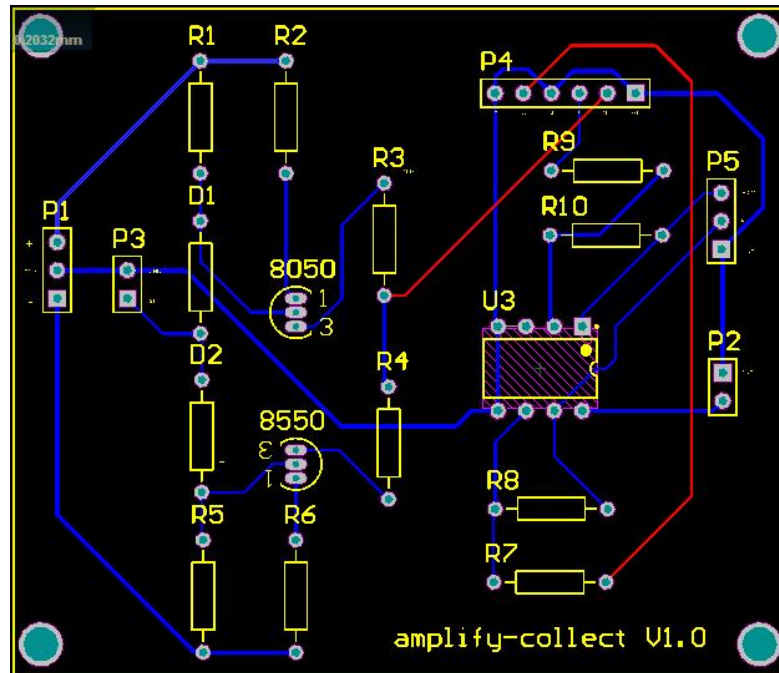 0.2032mm
R1
R2
P4
R3
R9
P5
D1
P1
R10
P3
8050
1
3
U3
D2
R4
P2
8550
3
1
R8
R5
R6
R7
amplify-collect V1.0